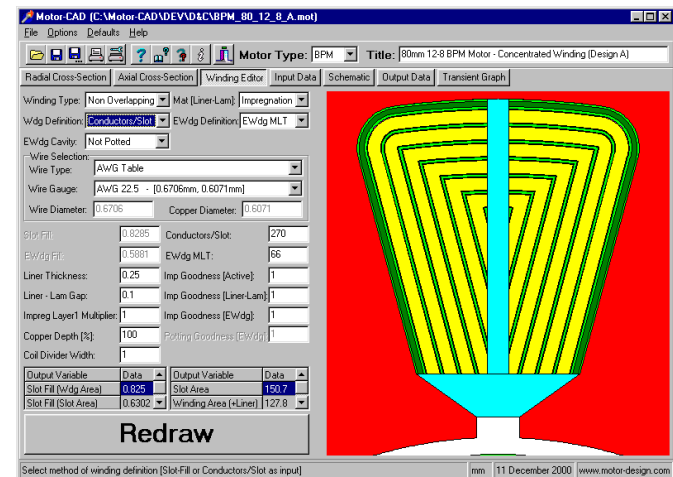 Motor-CAD (C:\Motor-CAD\DEV\D&C\BPM_80_12_8_A.mot)
File Options Defaults Help
Motor Type: BPM Title: 80mm 12-8 BPM Motor - Concentrated Winding (Design A)
Radial Cross-Section Axial Cross-Section Winding Editor Input Data Schematic Output Data Transient Graph
Winding Type: Non Overlapping Mat [Liner-Lam]: Impregnation
Wdg Definition: Conductors/Slot EWdg Definition: EWdg MLT
EWdg Cavity: Not Potted
Wire Selection:
Wire Type: AWG Table
Wire Gauge: AWG 22.5 - [0.6706mm, 0.6071mm]
Wire Diameter: 0.6706 Copper Diameter: 0.6071
Slot Fill: 0.8285 Conductors/Slot: 270
EWdg Fill: 0.5881 EWdg MLT: 66
Liner Thickness: 0.25 Imp Goodness [Active]: 1
Liner - Lam Gap: 0.1 Imp Goodness [Liner-Lam]: 1
Impreg Layer1 Multiplier: 1 Imp Goodness [EWdg]: 1
Copper Depth [%]: 100 Potting Goodness [EWdg] 1
Coil Divider Width: 1
Output Variable Data Output Variable Data
Slot Fill (Wdg Area) 0.825 Slot Area 150.7
Slot Fill (Slot Area) 0.6302 Winding Area (+Liner) 127.8
Redraw
Select method of winding definition [Slot-Fill or Conductors/Slot as input] mm 11 December 2000 www.motor-design.com